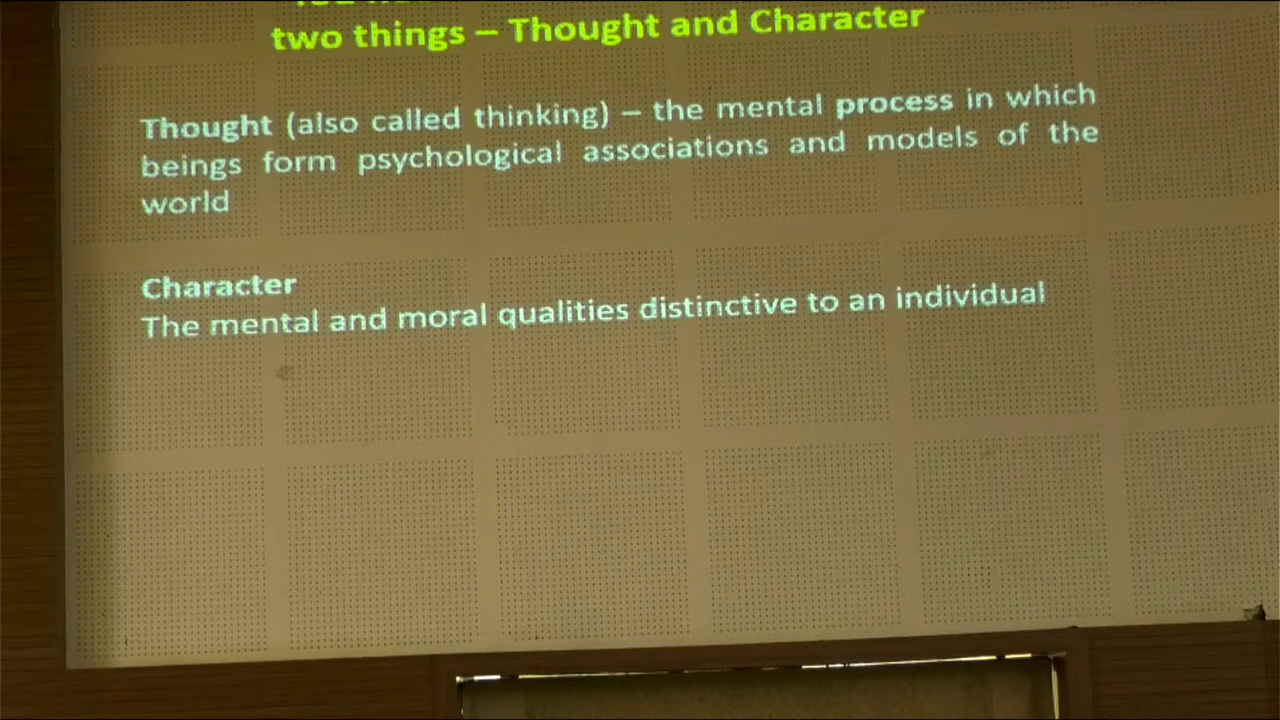 two things – Thought and Character
Thought (also called thinking) – the mental process in which
beings form psychological associations and models of the
world
Character
The mental and moral qualities distinctive to an individual